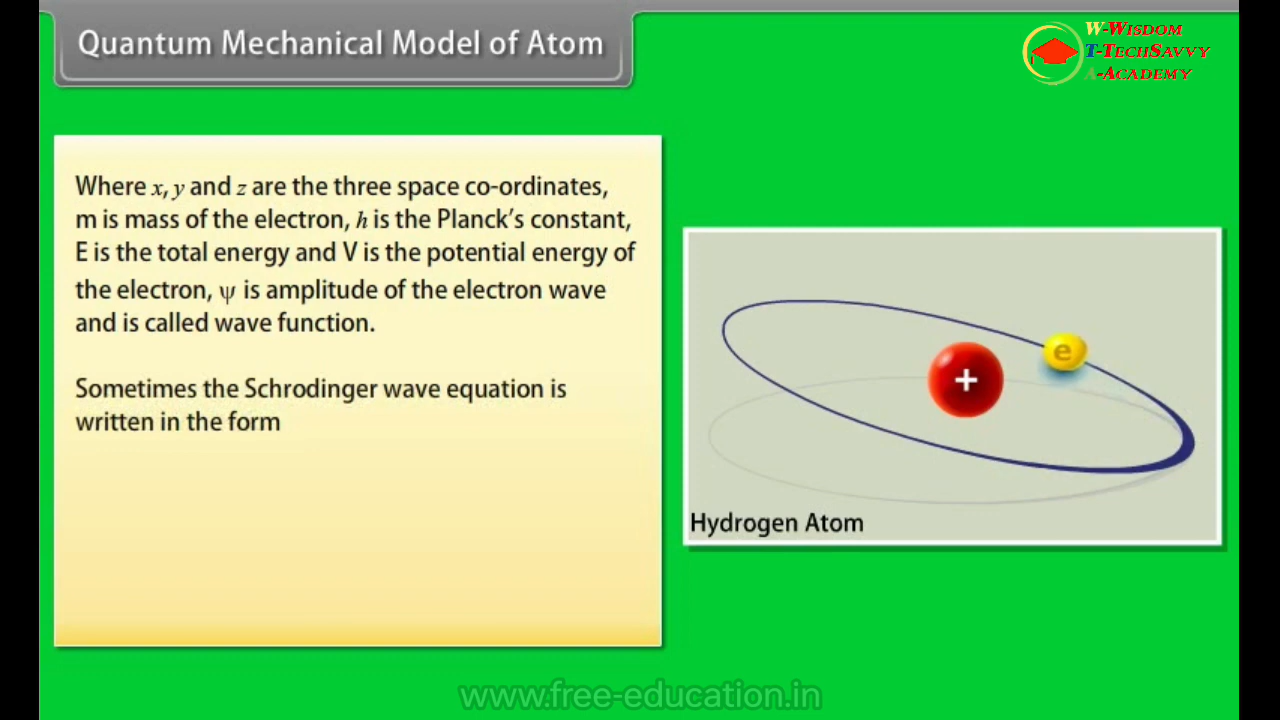 Quantum Mechanical Model of Atom
W-Wisdom
T-TechSavvy
A-Academy
Where x, y and z are the three space co-ordinates,
m is mass of the electron, h is the Planck's constant,
E is the total energy and V is the potential energy of
the electron, ψ is amplitude of the electron wave
and is called wave function.
Sometimes the Schrodinger wave equation is
written in the form
e
+
Hydrogen Atom
www.free-education.in